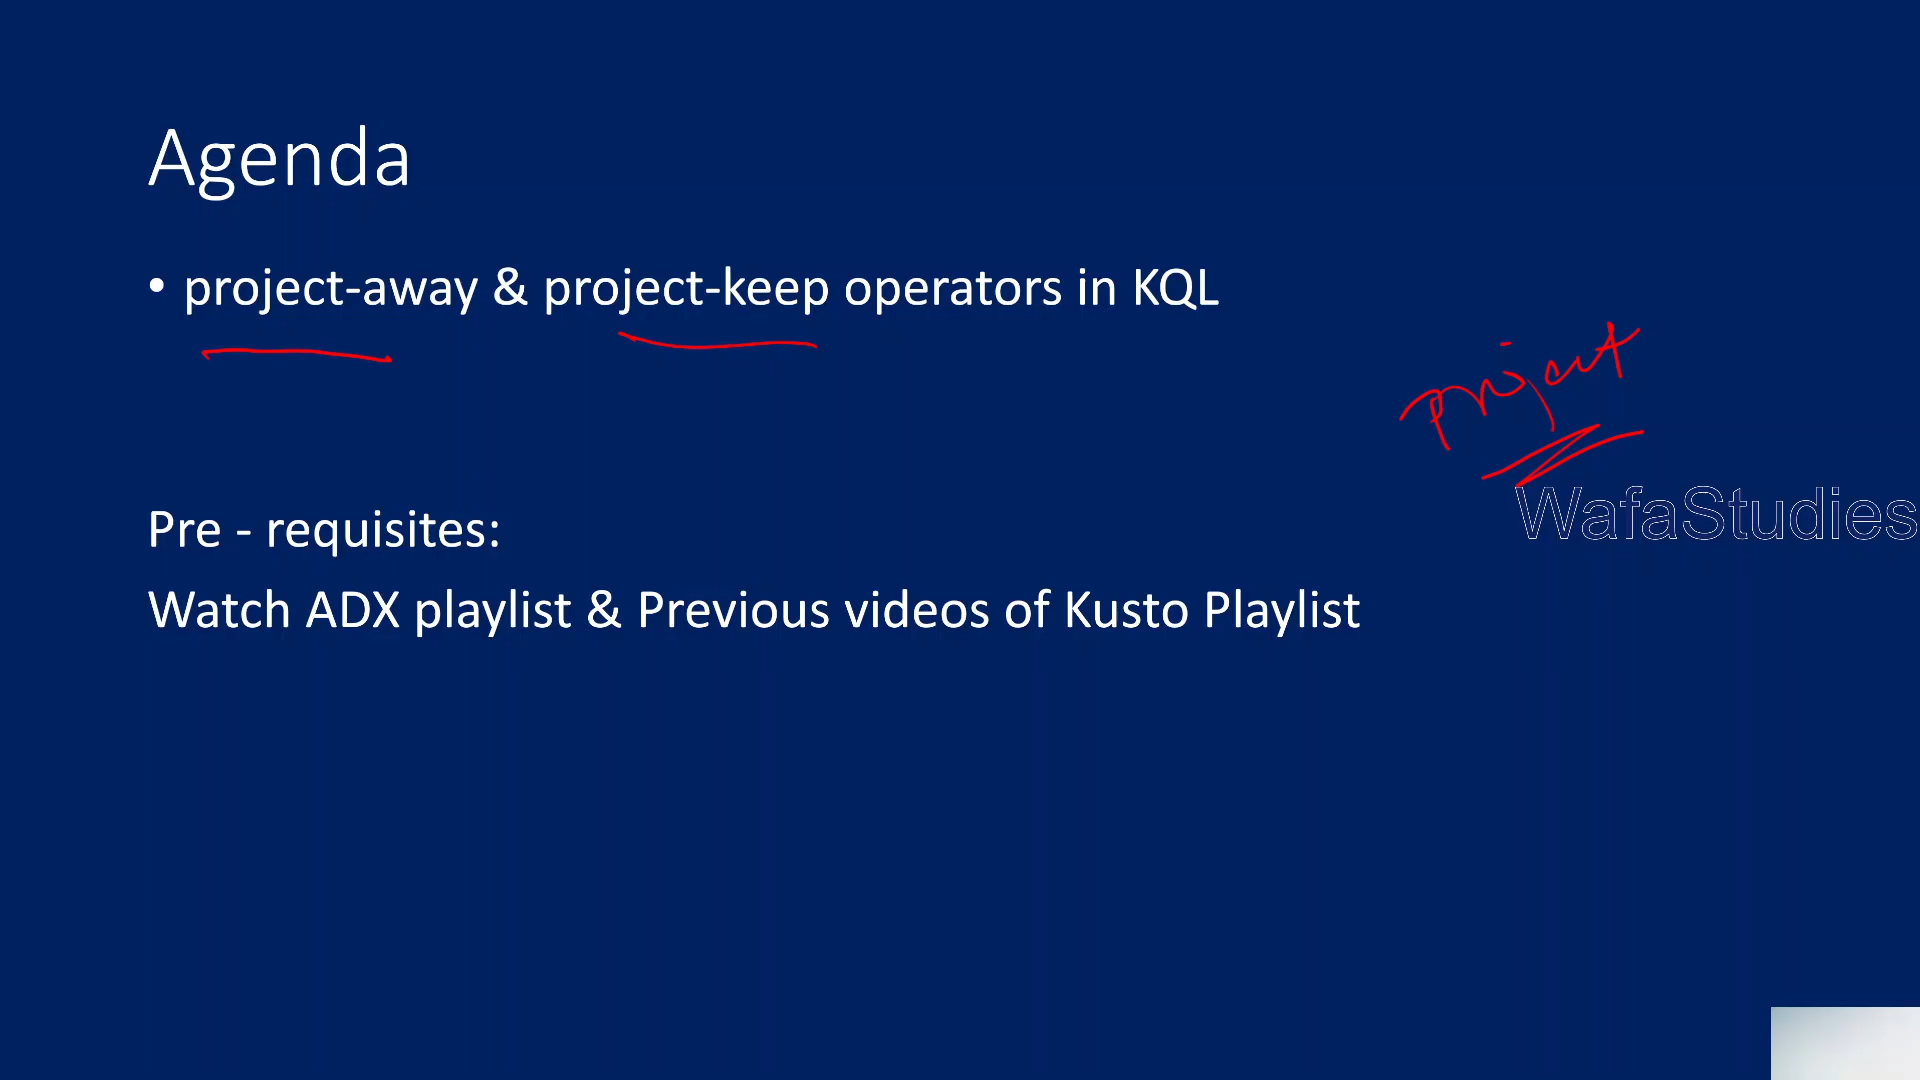 Agenda
• project-away & project-keep operators in KQL
project
WafaStudies
Pre - requisites:
Watch ADX playlist & Previous videos of Kusto Playlist